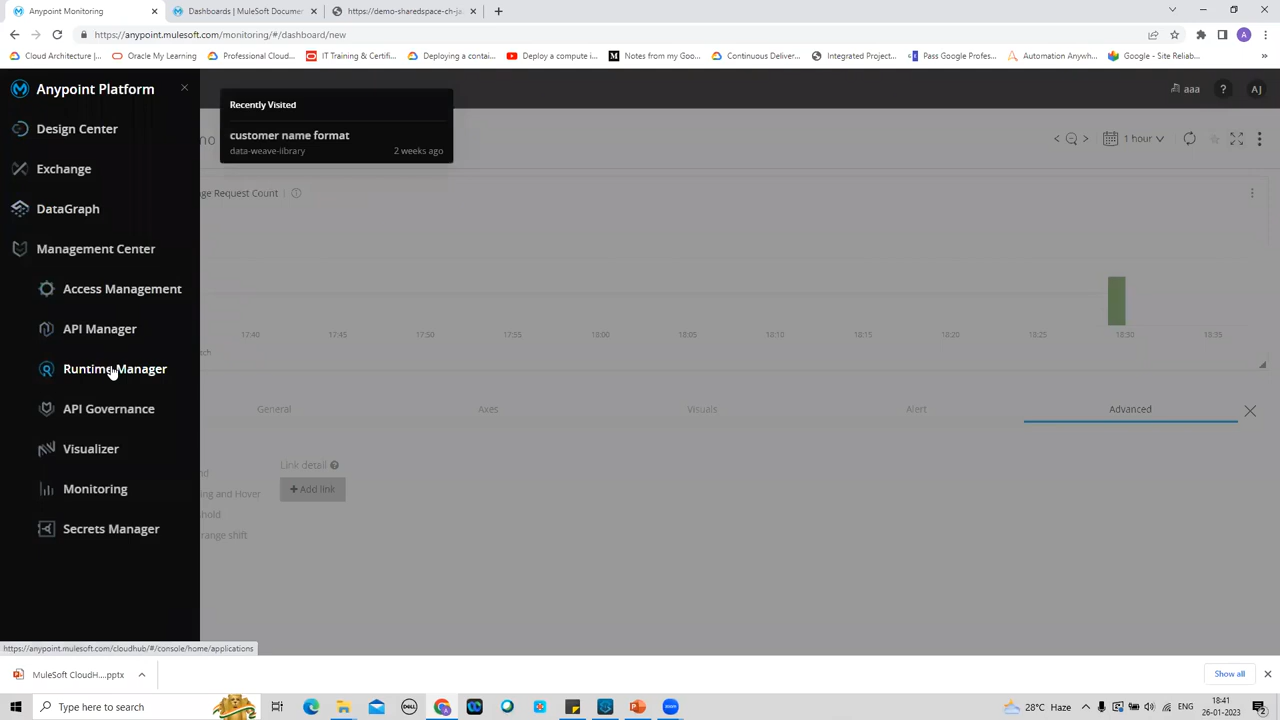 Anypoint Monitoring
Dashboards | MuleSoft Documen
https://demo-sharedspace-ch-ja
https://anypoint.mulesoft.com/monitoring/#/dashboard/new
A
Cloud Architecture |...
Oracle My Learning
Professional Cloud...
IT Training & Certifi...
Deploying a contai...
Deploy a compute i...
Notes from my Goo...
Continuous Deliver...
Integrated Project...
Pass Google Profes...
Automation Anywh...
Google - Site Reliab...
Anypoint Platform
Recently Visited
customer name format
data-weave-library
2 weeks ago
aaa
?
AJ
mo
1 hour
Design Center
Exchange
DataGraph
Management Center
Access Management
API Manager
Runtime Manager
API Governance
Visualizer
Monitoring
Secrets Manager
ge Request Count
17:40
17:45
17:50
17:55
18:00
18:05
18:10
18:15
18:20
18:25
18:30
18:35
tch
General
Axes
Visuals
Alert
Advanced
Link detail
+ Add link
nd
ing and Hover
hold
range shift
https://anypoint.mulesoft.com/cloudhub/#/console/home/applications
MuleSoft CloudH....pptx
Show all
Type here to search
DELL
zoom
28°C Haze
ENG
18:41
26-01-2023
2